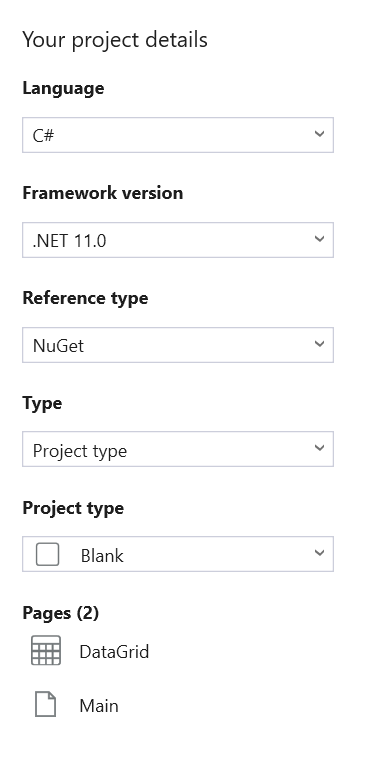 Your project details
Language
C#
Framework version
.NET 11.0
Reference type
NuGet
Type
Project type
Project type
Blank
Pages (2)
DataGrid
Main